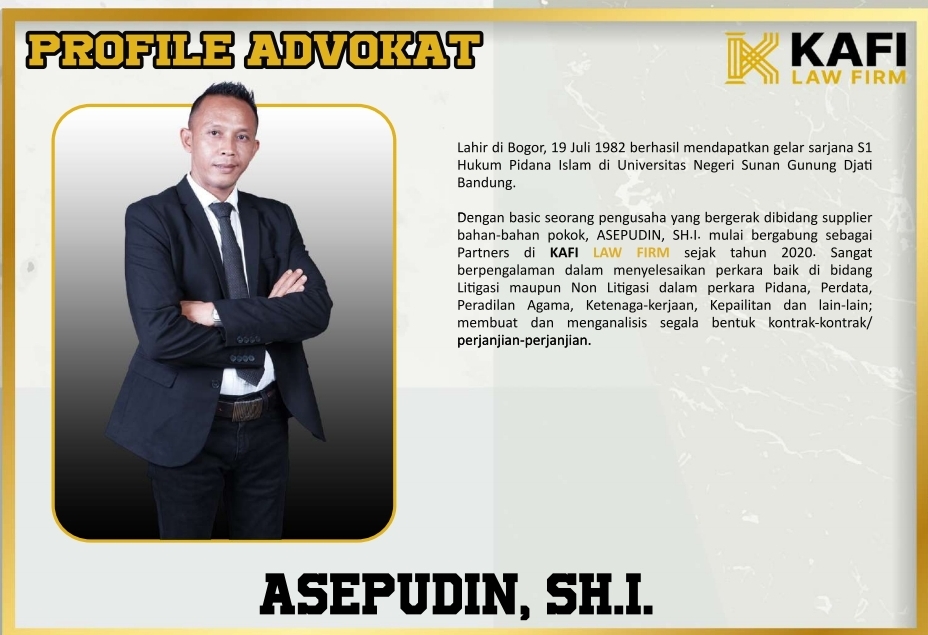 PROFILE ADVOKAT
KAFI
LAW FIRM
Lahir di Bogor, 19 Juli 1982 berhasil mendapatkan gelar sarjana S1
Hukum Pidana Islam di Universitas Negeri Sunan Gunung Djati
Bandung.
Dengan basic seorang pengusaha yang bergerak dibidang supplier
bahan-bahan pokok, ASEPUDIN, SH.I. mulai bergabung sebagai
Partners di KAFI LAW FIRM sejak tahun 2020. Sangat
berpengalaman dalam menyelesaikan perkara baik di bidang
Litigasi maupun Non Litigasi dalam perkara Pidana, Perdata,
Peradilan Agama, Ketenaga-kerjaan, Kepailitan dan lain-lain;
membuat dan menganalisis segala bentuk kontrak-kontrak/
perjanjian-perjanjian.
ASEPUDIN, SH.I.